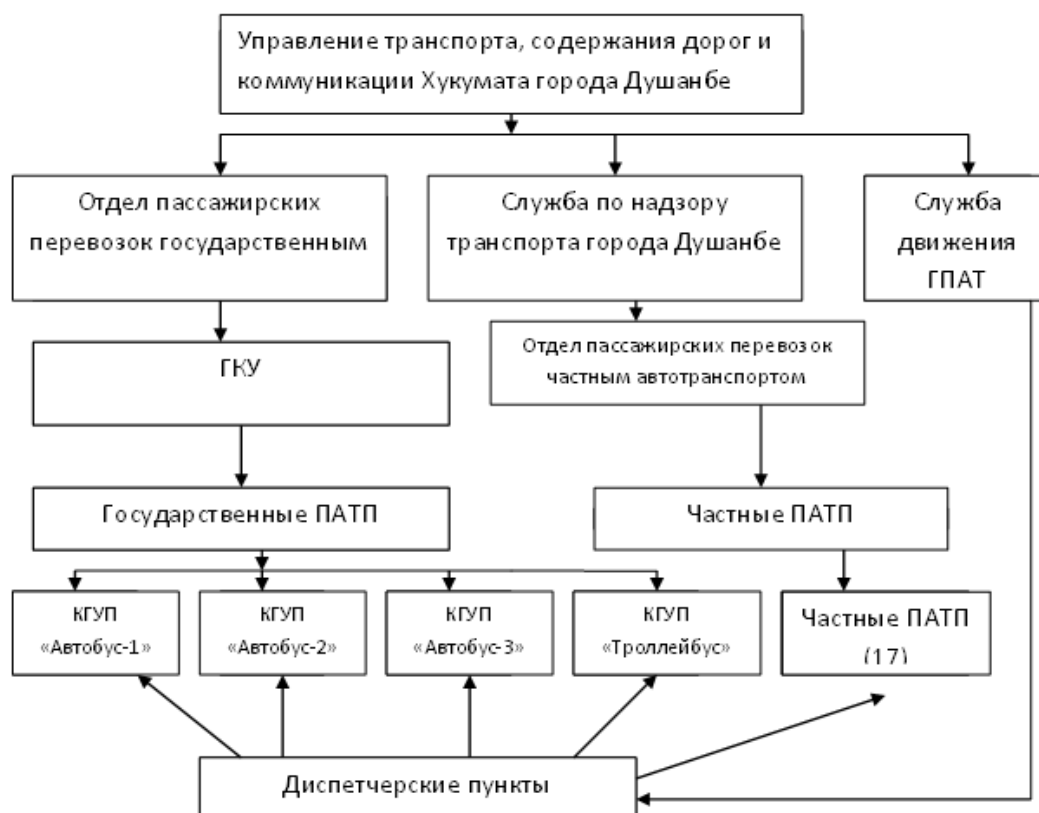 Управление транспорта, содержания дорог и
коммуникации Хукумата города Душанбе
Отдел пассажирских
перевозок государственным
Служба по надзору
транспорта города Душанбе
Служба
движения
ГПАТ
ГКУ
Отдел пассажирских перевозок
частным автотранспортом
Государственные ПАТП
Частные ПАТП
КГУП
«Автобус-1»
КГУП
«Автобус-2»
КГУП
«Автобус-3»
КГУП
«Троллейбус»
Частные ПАТП
(17)
Диспетчерские пункты